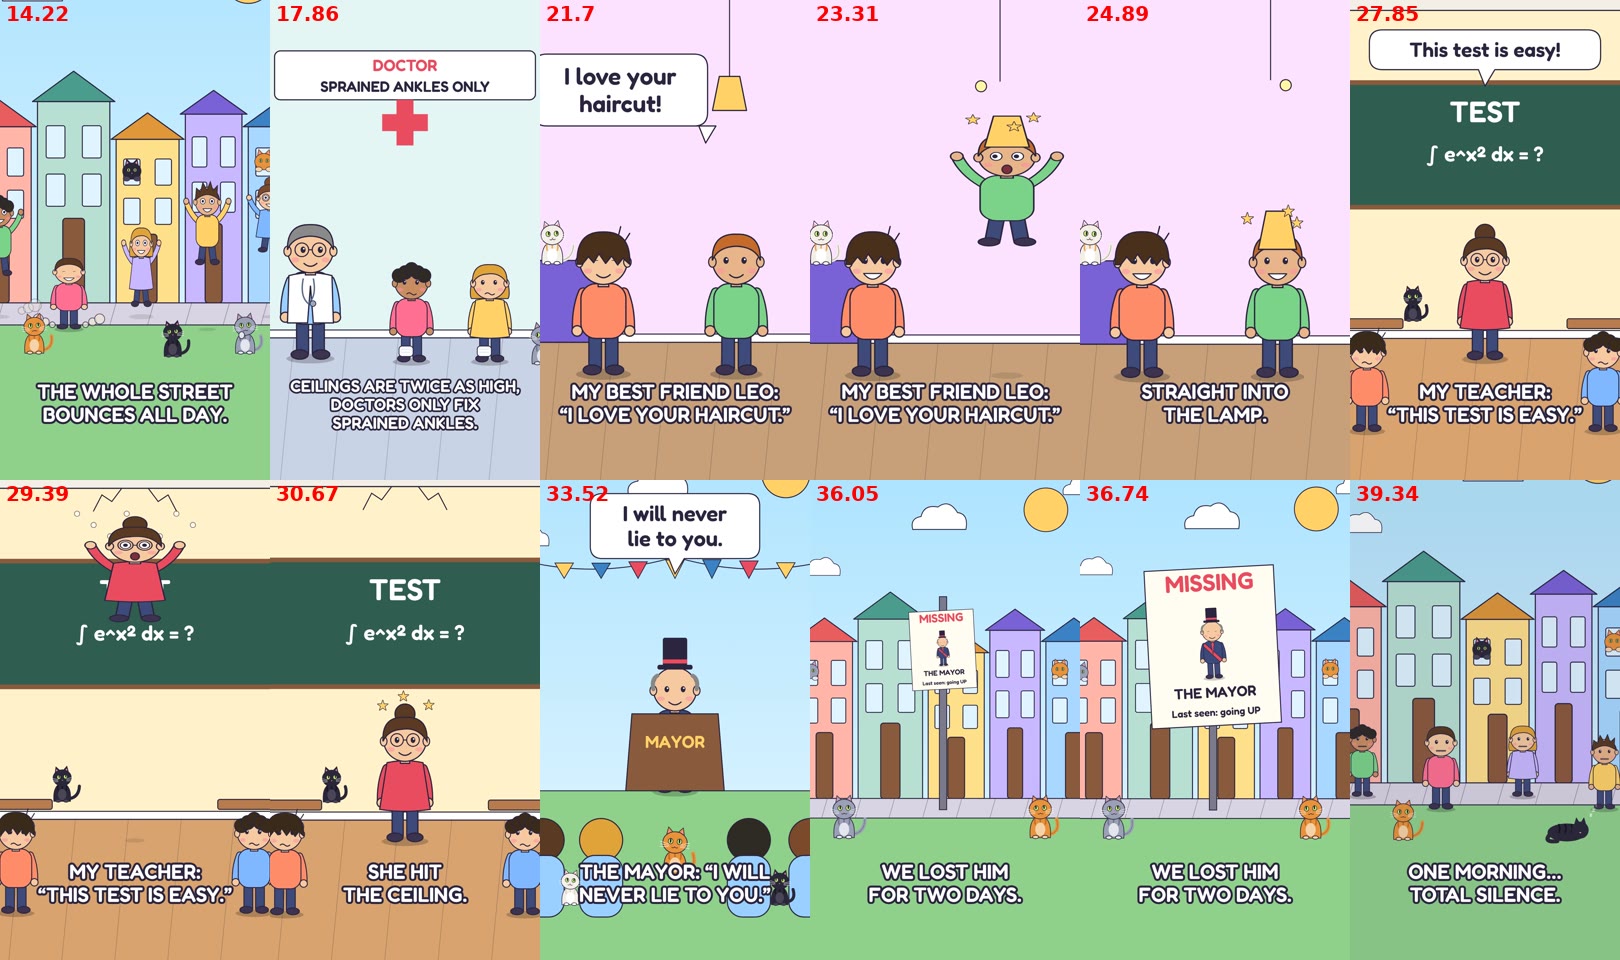 14.22
THE WHOLE STREET
BOUNCES ALL DAY.
17.86
DOCTOR
SPRAINED ANKLES ONLY
CEILINGS ARE TWICE AS HIGH,
DOCTORS ONLY FIX
SPRAINED ANKLES.
21.7
I love your
haircut!
MY BEST FRIEND LEO:
“I LOVE YOUR HAIRCUT.”
23.31
MY BEST FRIEND LEO:
“I LOVE YOUR HAIRCUT.”
24.89
STRAIGHT INTO
THE LAMP.
27.85
This test is easy!
TEST
∫ e^x² dx = ?
MY TEACHER:
“THIS TEST IS EASY.”
29.39
∫ e^x² dx = ?
MY TEACHER:
“THIS TEST IS EASY.”
30.67
TEST
∫ e^x² dx = ?
SHE HIT
THE CEILING.
33.52
I will never
lie to you.
MAYOR
THE MAYOR: “I WILL
NEVER LIE TO YOU.”
36.05
MISSING
THE MAYOR
Last seen: going UP
WE LOST HIM
FOR TWO DAYS.
36.74
MISSING
THE MAYOR
Last seen: going UP
WE LOST HIM
FOR TWO DAYS.
39.34
ONE MORNING...
TOTAL SILENCE.